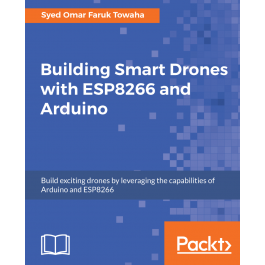 Syed Omar Faruk Towaha
Building Smart Drones
with ESP8266 and
Arduino
Build exciting drones by leveraging the capabilities of
Arduino and ESP8266
Packt>